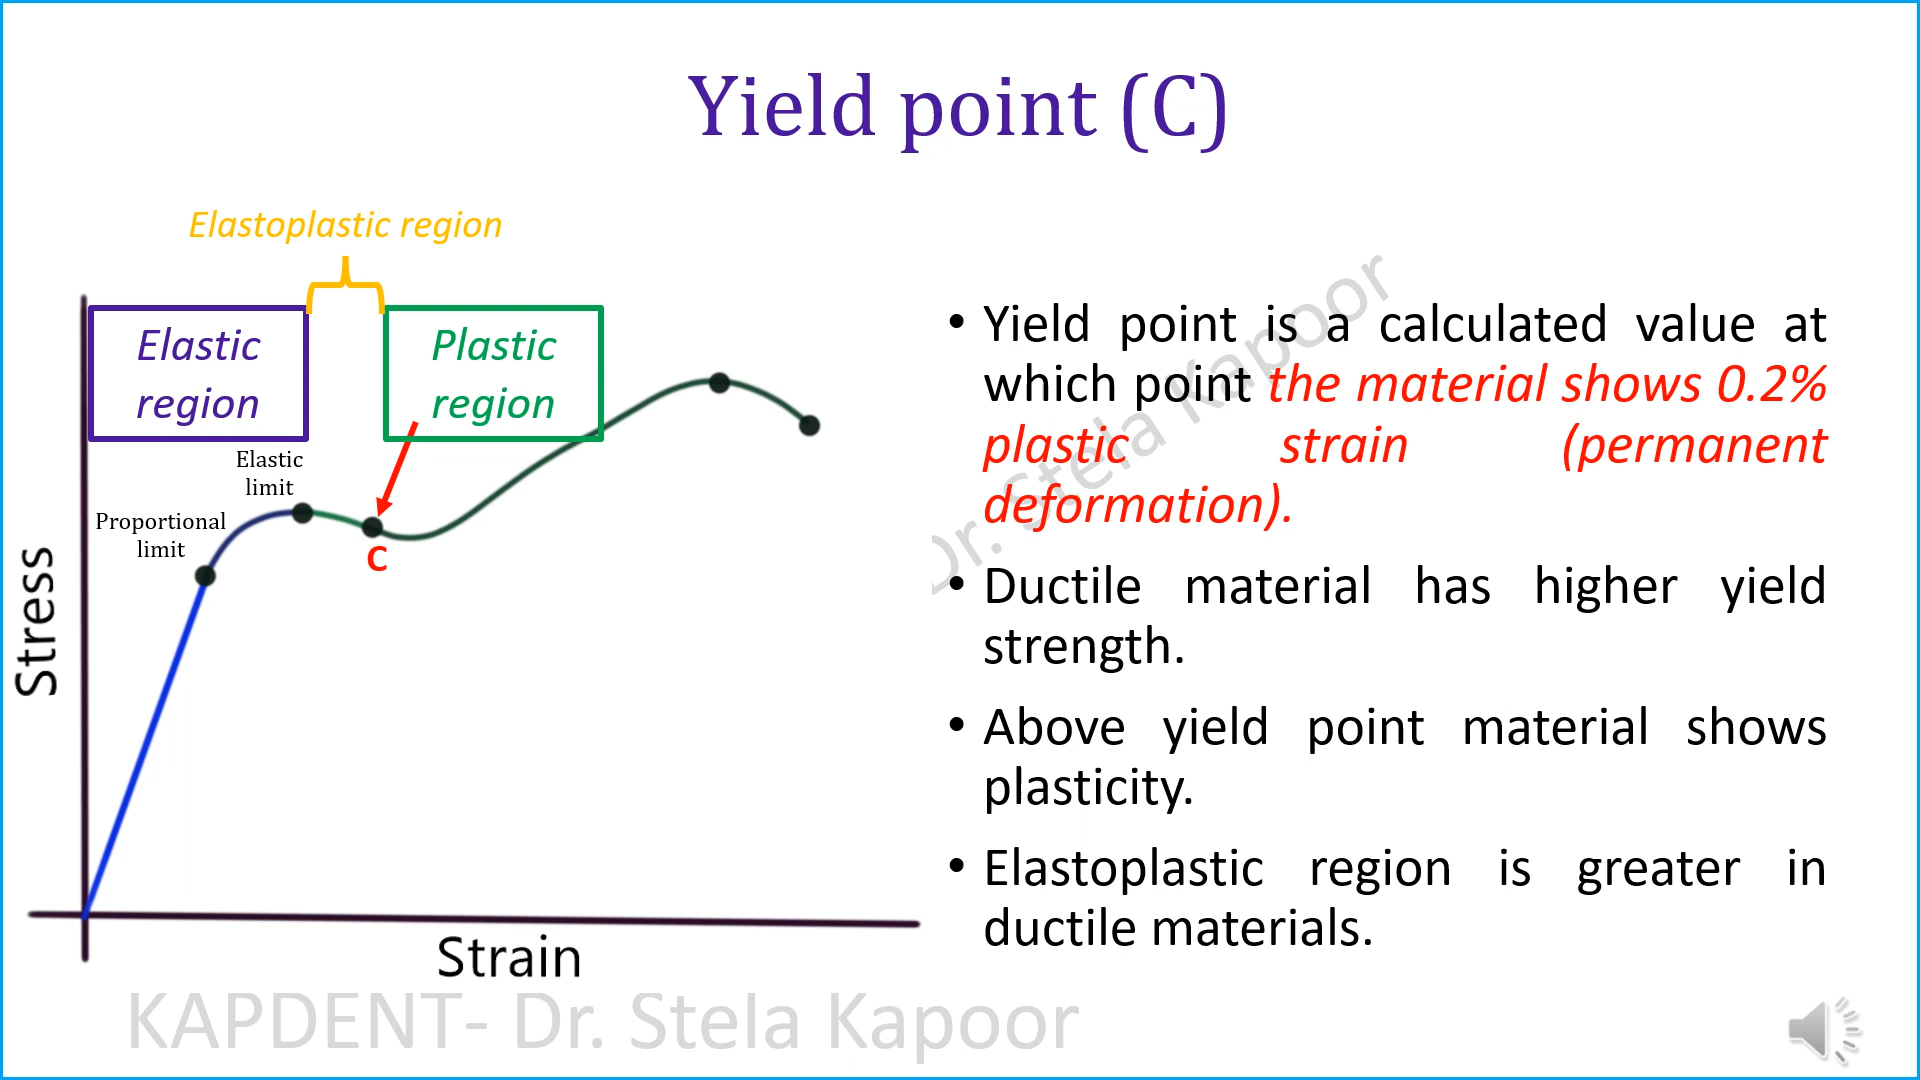 Yield point (C)
Elastoplastic region
Elastic
region
Plastic
region
Elastic
limit
Proportional
limit
C
Stress
Strain
• Yield point is a calculated value at
which point the material shows 0.2%
plastic strain (permanent
deformation).
• Ductile material has higher yield
strength.
• Above yield point material shows
plasticity.
• Elastoplastic region is greater in
ductile materials.
Dr. Stela Kapoor
KAPDENT- Dr. Stela Kapoor